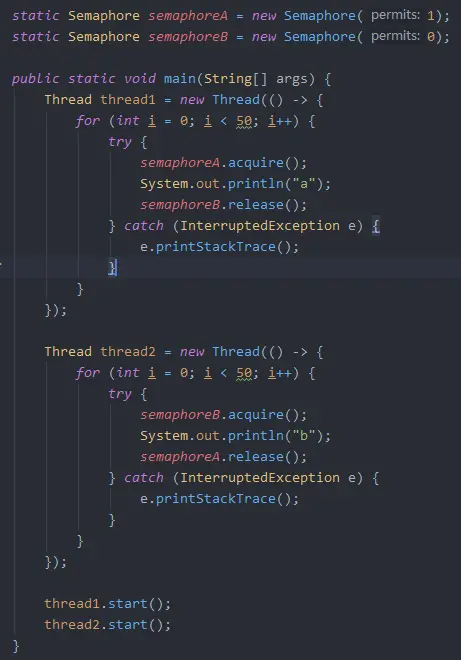 static Semaphore semaphoreA = new Semaphore( permits: 1);
static Semaphore semaphoreB = new Semaphore( permits: 0);

public static void main(String[] args) {
    Thread thread1 = new Thread(() -> {
        for (int i = 0; i < 50; i++) {
            try {
                semaphoreA.acquire();
                System.out.println("a");
                semaphoreB.release();
            } catch (InterruptedException e) {
                e.printStackTrace();
            }
        }
    });

    Thread thread2 = new Thread(() -> {
        for (int i = 0; i < 50; i++) {
            try {
                semaphoreB.acquire();
                System.out.println("b");
                semaphoreA.release();
            } catch (InterruptedException e) {
                e.printStackTrace();
            }
        }
    });

    thread1.start();
    thread2.start();
}